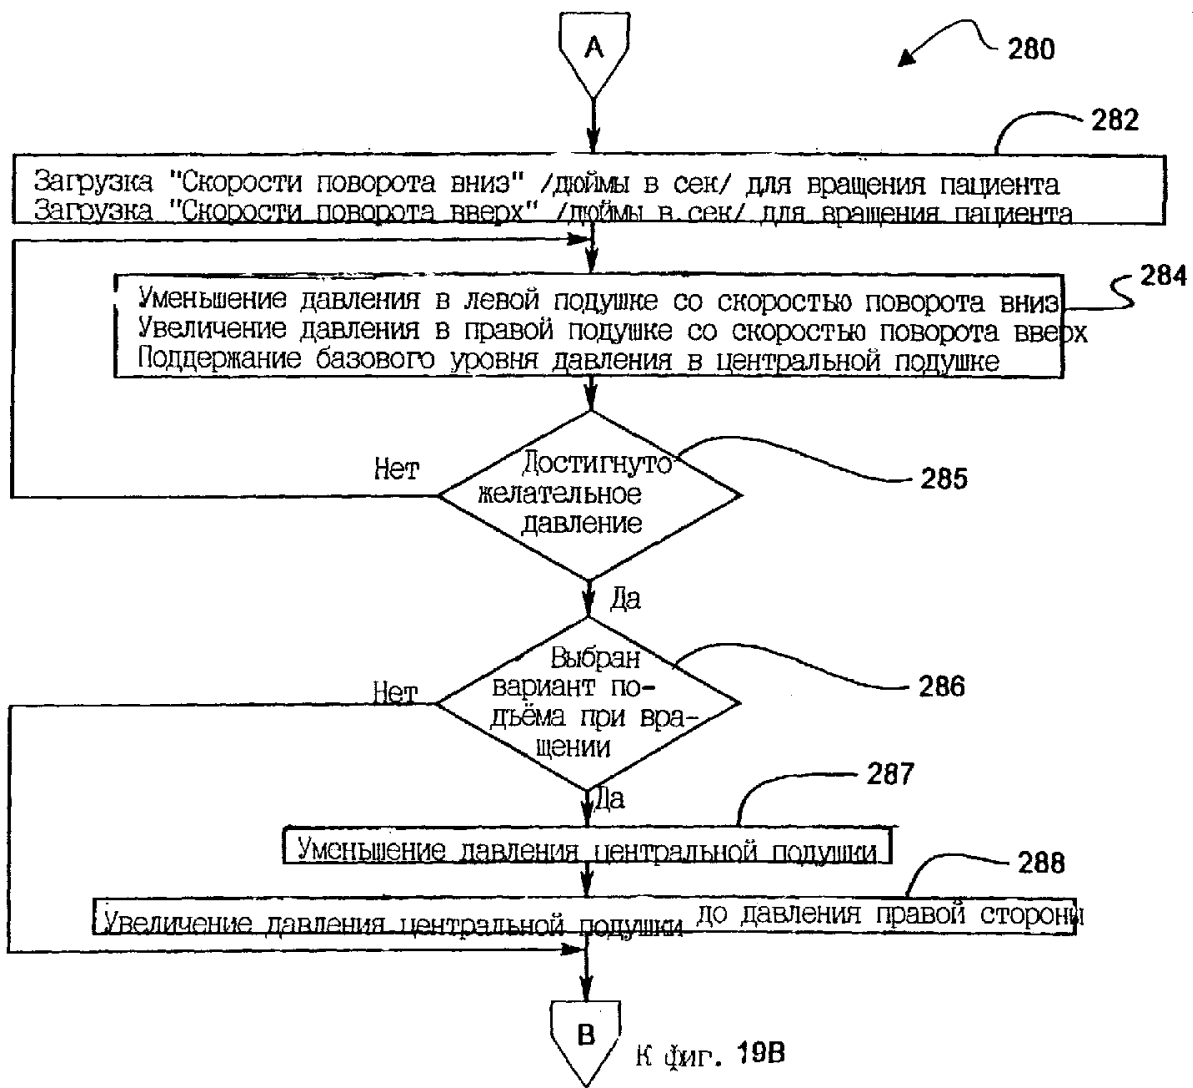 A
280
282
Загрузка "Скорости поворота вниз" /дюймы в сек/ для вращения пациента
Загрузка "Скорости поворота вверх" /дюймы в сек/ для вращения пациента
284
Уменьшение давления в левой подушке со скоростью поворота вниз
Увеличение давления в правой подушке со скоростью поворота вверх
Поддержание базового уровня давления в центральной подушке
Нет
Достигнуто
желательное
давление
285
Да
Нет
Выбран
вариант по-
дъёма при вра-
щении
286
Да
287
Уменьшение давления центральной подушки
288
Увеличение давления центральной подушки до давления правой стороны
B
К фиг. 19B